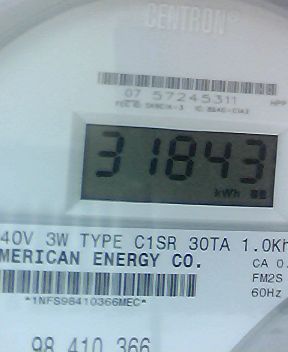 CENTRON®
07 57245311
31843
kWh
40V 3W TYPE C1SR 30TA 1.0Kh
MERICAN ENERGY CO.
CA 0.
FM2S
60Hz
*1NFS98410366MEC*
98 410 366